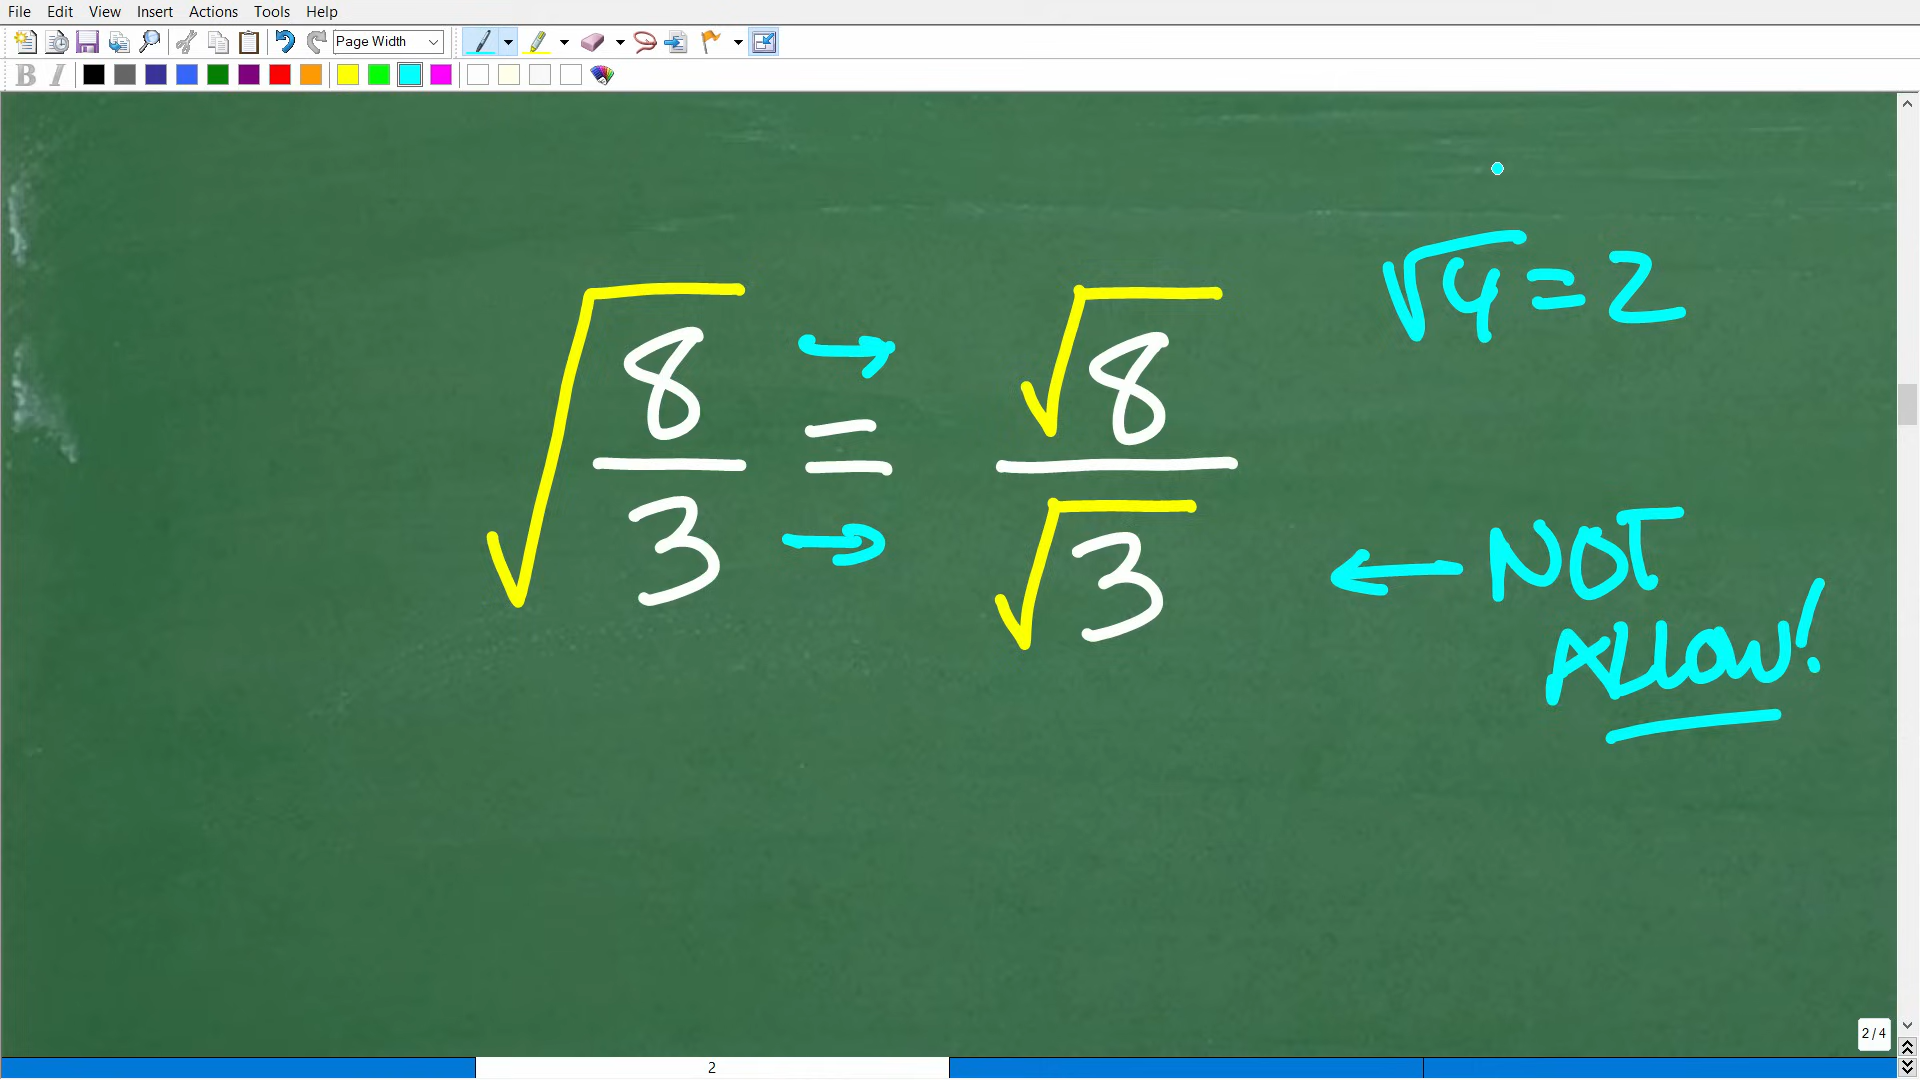 File Edit View Insert Actions Tools Help
Page Width
B I
√4 = 2
√(8/3) = √8/√3
← NOT
ALLOW!
2 / 4
2